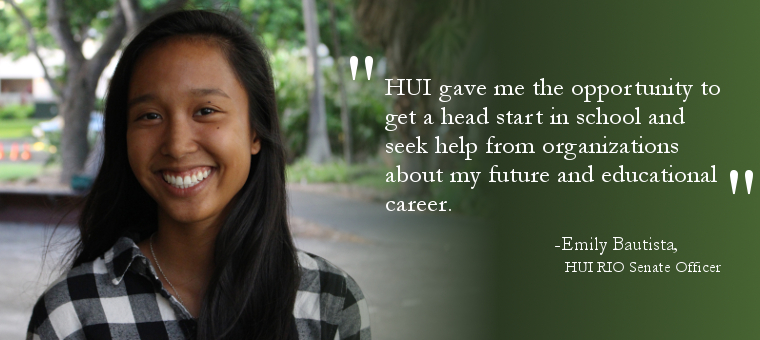 "HUI gave me the opportunity to
get a head start in school and
seek help from organizations
about my future and educational
career."
-Emily Bautista,
HUI RIO Senate Officer